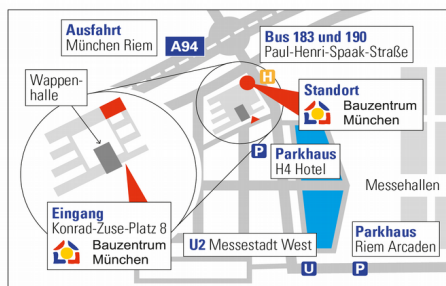 Ausfahrt
München Riem
A94
Bus 183 und 190
Paul-Henri-Spaak-Straße
H
Wappen-
halle
Standort
Bauzentrum
München
P
Parkhaus
H4 Hotel
Messehallen
Eingang
Konrad-Zuse-Platz 8
Bauzentrum
München
U2 Messestadt West
Parkhaus
Riem Arcaden
U
P